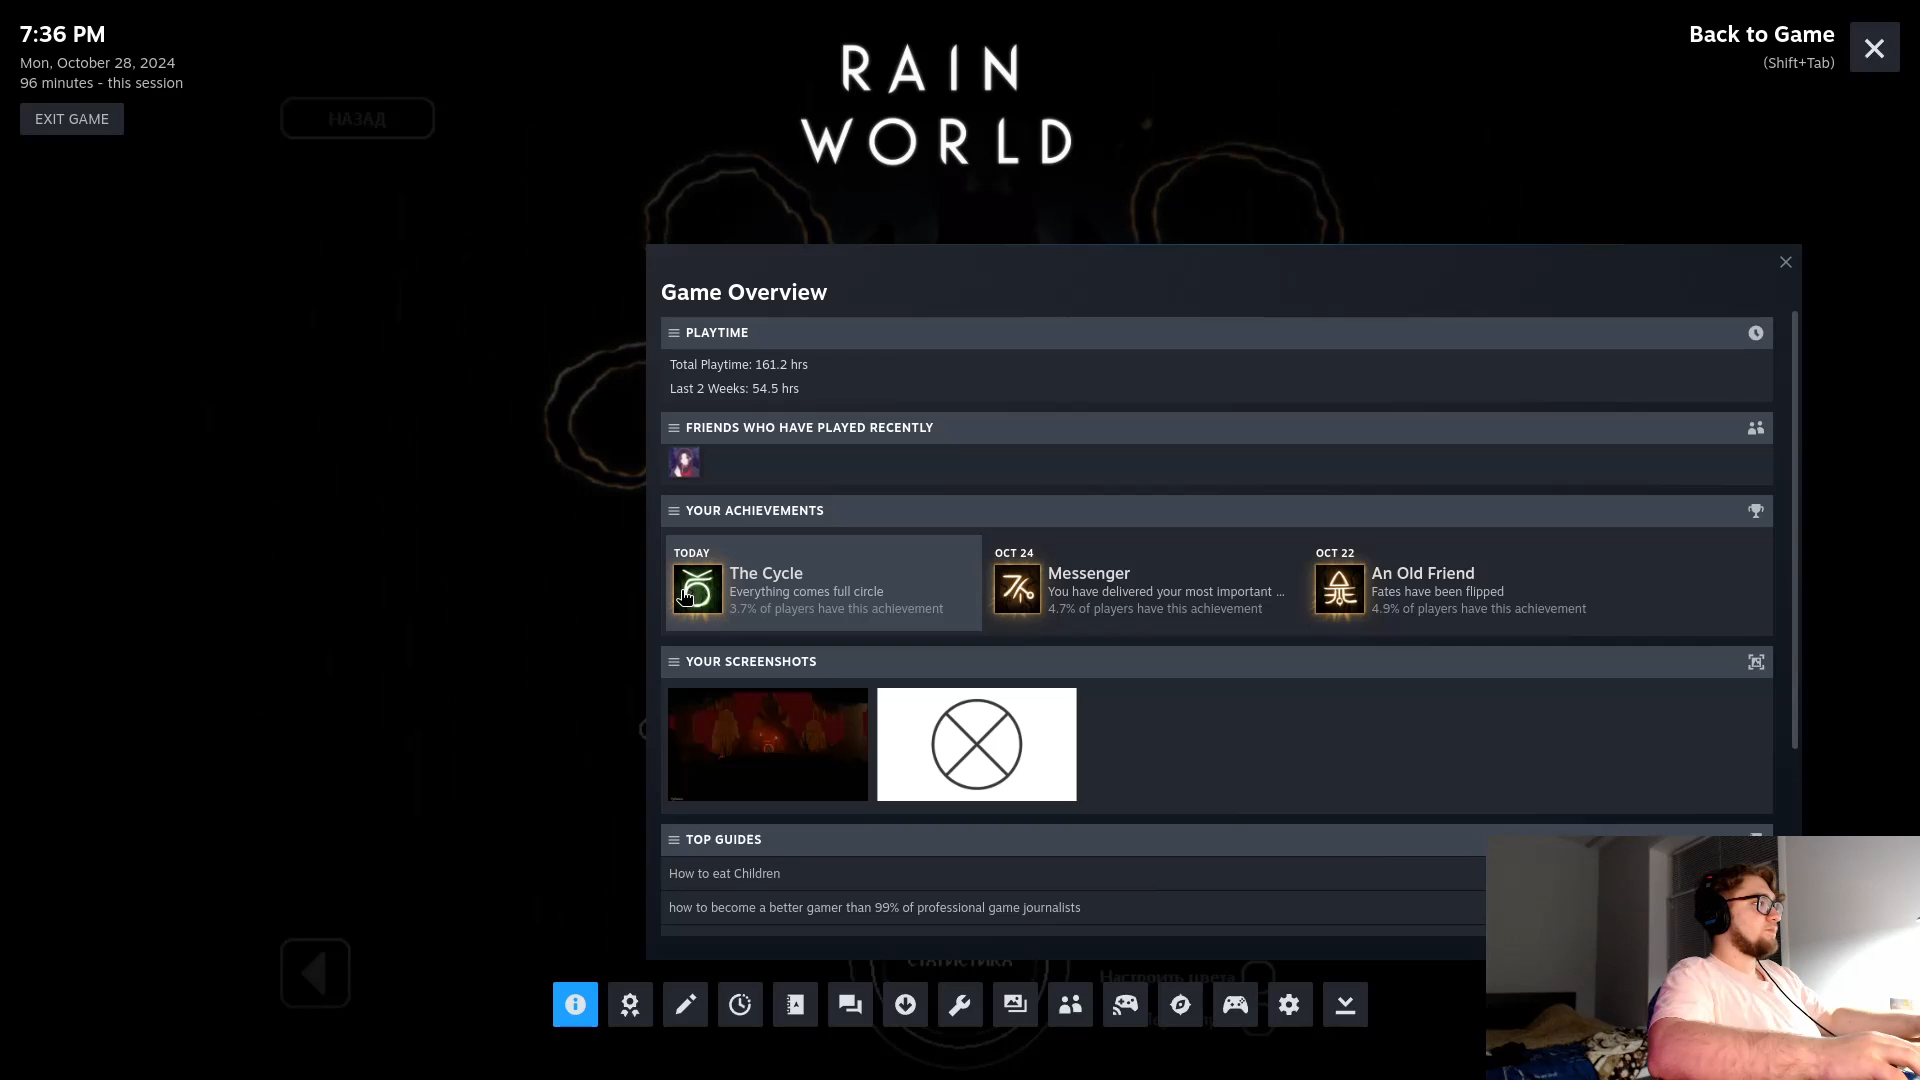 7:36 PM
Mon, October 28, 2024
96 minutes - this session
EXIT GAME
НАЗАД
RAIN
WORLD
Back to Game
(Shift+Tab)
Game Overview
PLAYTIME
Total Playtime: 161.2 hrs
Last 2 Weeks: 54.5 hrs
FRIENDS WHO HAVE PLAYED RECENTLY
YOUR ACHIEVEMENTS
TODAY
The Cycle
Everything comes full circle
3.7% of players have this achievement
OCT 24
Messenger
You have delivered your most important ...
4.7% of players have this achievement
OCT 22
An Old Friend
Fates have been flipped
4.9% of players have this achievement
YOUR SCREENSHOTS
TOP GUIDES
How to eat Children
how to become a better gamer than 99% of professional game journalists
СТАТИСТИКА
Настроить цвета